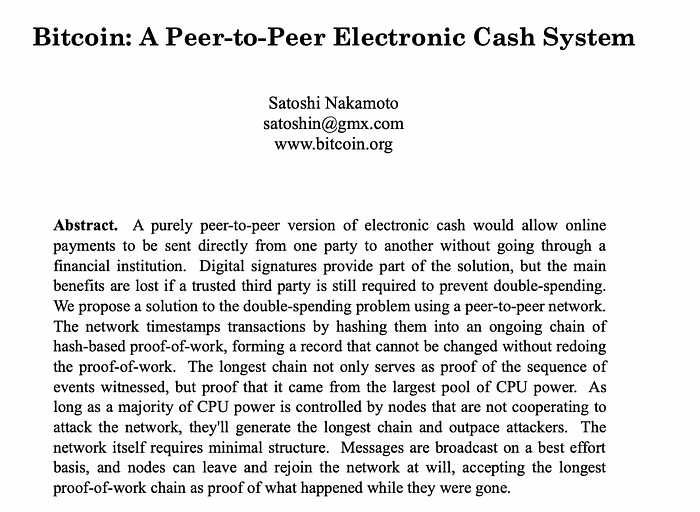 Bitcoin: A Peer-to-Peer Electronic Cash System
Satoshi Nakamoto
satoshin@gmx.com
www.bitcoin.org
Abstract. A purely peer-to-peer version of electronic cash would allow online
payments to be sent directly from one party to another without going through a
financial institution. Digital signatures provide part of the solution, but the main
benefits are lost if a trusted third party is still required to prevent double-spending.
We propose a solution to the double-spending problem using a peer-to-peer network.
The network timestamps transactions by hashing them into an ongoing chain of
hash-based proof-of-work, forming a record that cannot be changed without redoing
the proof-of-work. The longest chain not only serves as proof of the sequence of
events witnessed, but proof that it came from the largest pool of CPU power. As
long as a majority of CPU power is controlled by nodes that are not cooperating to
attack the network, they'll generate the longest chain and outpace attackers. The
network itself requires minimal structure. Messages are broadcast on a best effort
basis, and nodes can leave and rejoin the network at will, accepting the longest
proof-of-work chain as proof of what happened while they were gone.